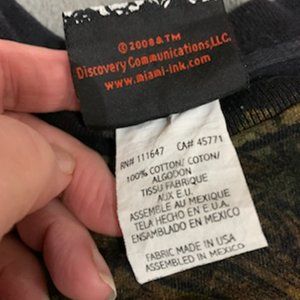 ©2008 & TM
Discovery Communications, LLC.
www.miami-ink.com
RN# 111647 CA# 45771
100% COTTON/ COTON/
ALGODON
TISSU FABRIQUE
AUX E.U.
ASSEMBLE AU MEXIQUE
TELA HECHO EN E.U.A.
ENSAMBLADO EN MEXICO
FABRIC MADE IN USA
ASSEMBLED IN MEXICO